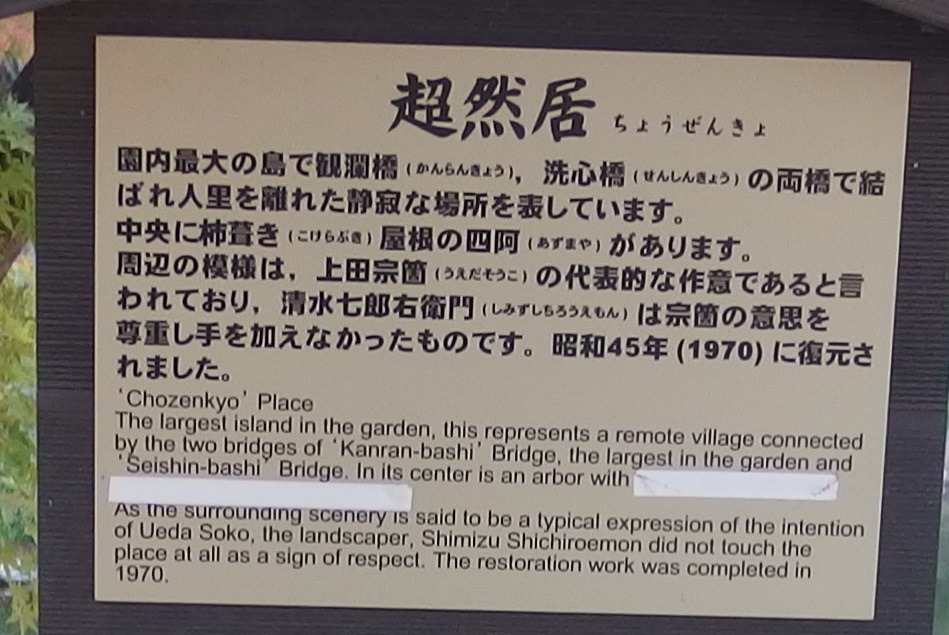 超然居 ちょうぜんきょ
園内最大の島で観瀾橋(かんらんきょう)，洗心橋(せんしんきょう)の両橋で結
ばれ人里を離れた静寂な場所を表しています。
中央に杮葺き(こけらぶき)屋根の四阿(あずまや)があります。
周辺の模様は，上田宗箇(うえだそうこ)の代表的な作意であると言
われており，清水七郎右衛門(しみずしちろうえもん)は宗箇の意思を
尊重し手を加えなかったものです。昭和45年(1970)に復元さ
れました。
‘Chozenkyo’ Place
The largest island in the garden, this represents a remote village connected
by the two bridges of ‘Kanran-bashi’ Bridge, the largest in the garden and
‘Seishin-bashi’ Bridge. In its center is an arbor with
As the surrounding scenery is said to be a typical expression of the intention
of Ueda Soko, the landscaper, Shimizu Shichiroemon did not touch the
place at all as a sign of respect. The restoration work was completed in
1970.